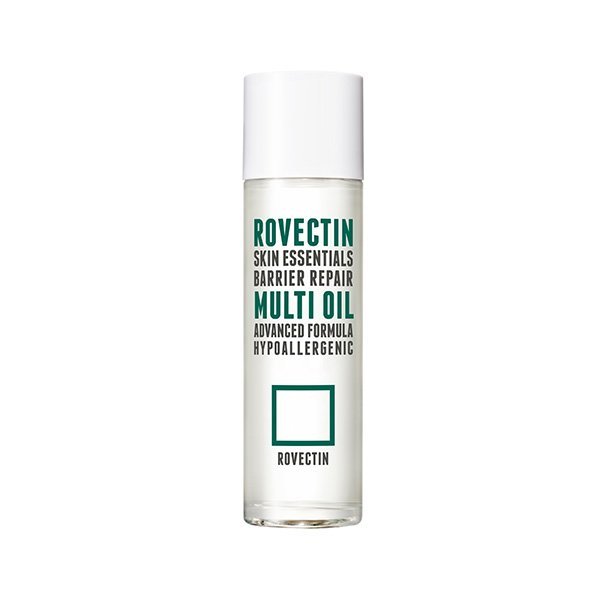 ROVECTIN
SKIN ESSENTIALS
BARRIER REPAIR
MULTI OIL
ADVANCED FORMULA
HYPOALLERGENIC
ROVECTIN